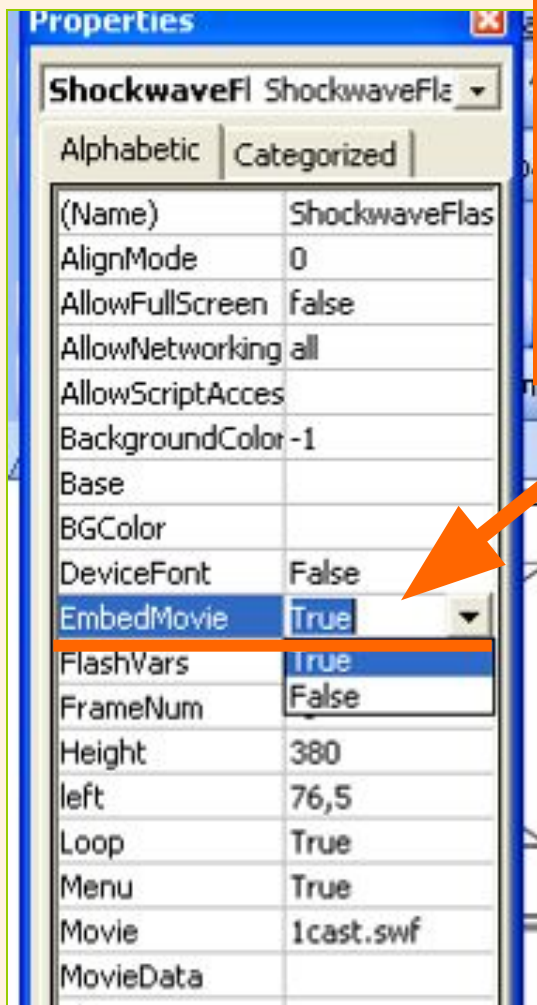 Properties
ShockwaveFl ShockwaveFla
Alphabetic Categorized
(Name) ShockwaveFlas
AlignMode 0
AllowFullScreen false
AllowNetworking all
AllowScriptAcces
BackgroundColor -1
Base
BGColor
DeviceFont False
EmbedMovie True
FlashVars True
FrameNum False
Height 380
left 76,5
Loop True
Menu True
Movie 1cast.swf
MovieData